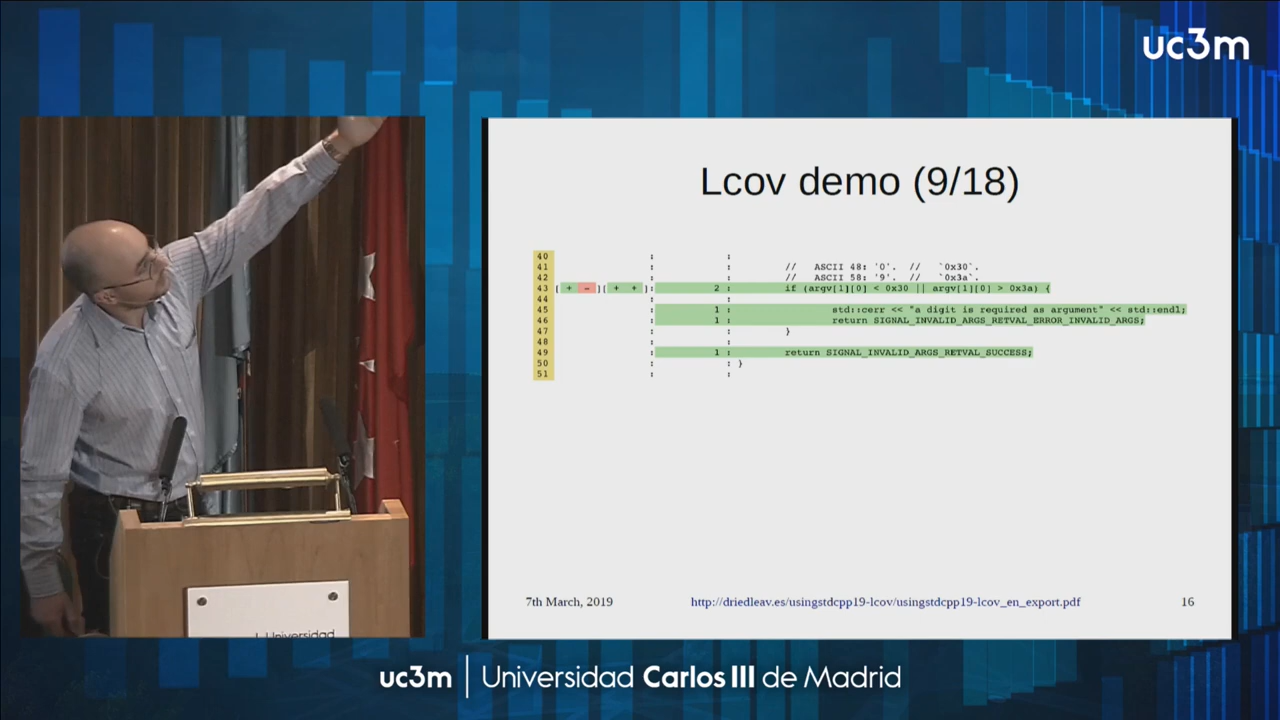 uc3m
Lcov demo (9/18)
40 : :
41 : : // ASCII 48: '0'. // `0x30`.
42 : : // ASCII 58: '9'. // `0x3a`.
43 [ + - ][ + + ]: 2 : if (argv[1][0] < 0x30 || argv[1][0] > 0x3a) {
44 : :
45 : 1 : std::cerr << "a digit is required as argument" << std::endl;
46 : 1 : return SIGNAL_INVALID_ARGS_RETVAL_ERROR_INVALID_ARGS;
47 : : }
48 : :
49 : 1 : return SIGNAL_INVALID_ARGS_RETVAL_SUCCESS;
50 : : }
51 : :
7th March, 2019 http://driedleav.es/usingstdcpp19-lcov/usingstdcpp19-lcov_en_export.pdf 16
Universidad
uc3m | Universidad Carlos III de Madrid